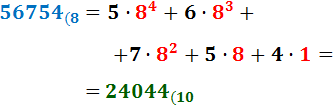 56754₍₈ = 5 · 8⁴ + 6 · 8³ +
+7 · 8² + 5 · 8 + 4 · 1 =
= 24044₍₁₀